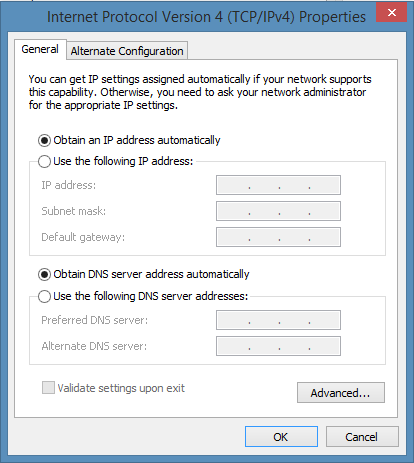 Internet Protocol Version 4 (TCP/IPv4) Properties
General
Alternate Configuration
You can get IP settings assigned automatically if your network supports
this capability. Otherwise, you need to ask your network administrator
for the appropriate IP settings.
Obtain an IP address automatically
Use the following IP address:
IP address:
Subnet mask:
Default gateway:
Obtain DNS server address automatically
Use the following DNS server addresses:
Preferred DNS server:
Alternate DNS server:
Validate settings upon exit
Advanced...
OK
Cancel